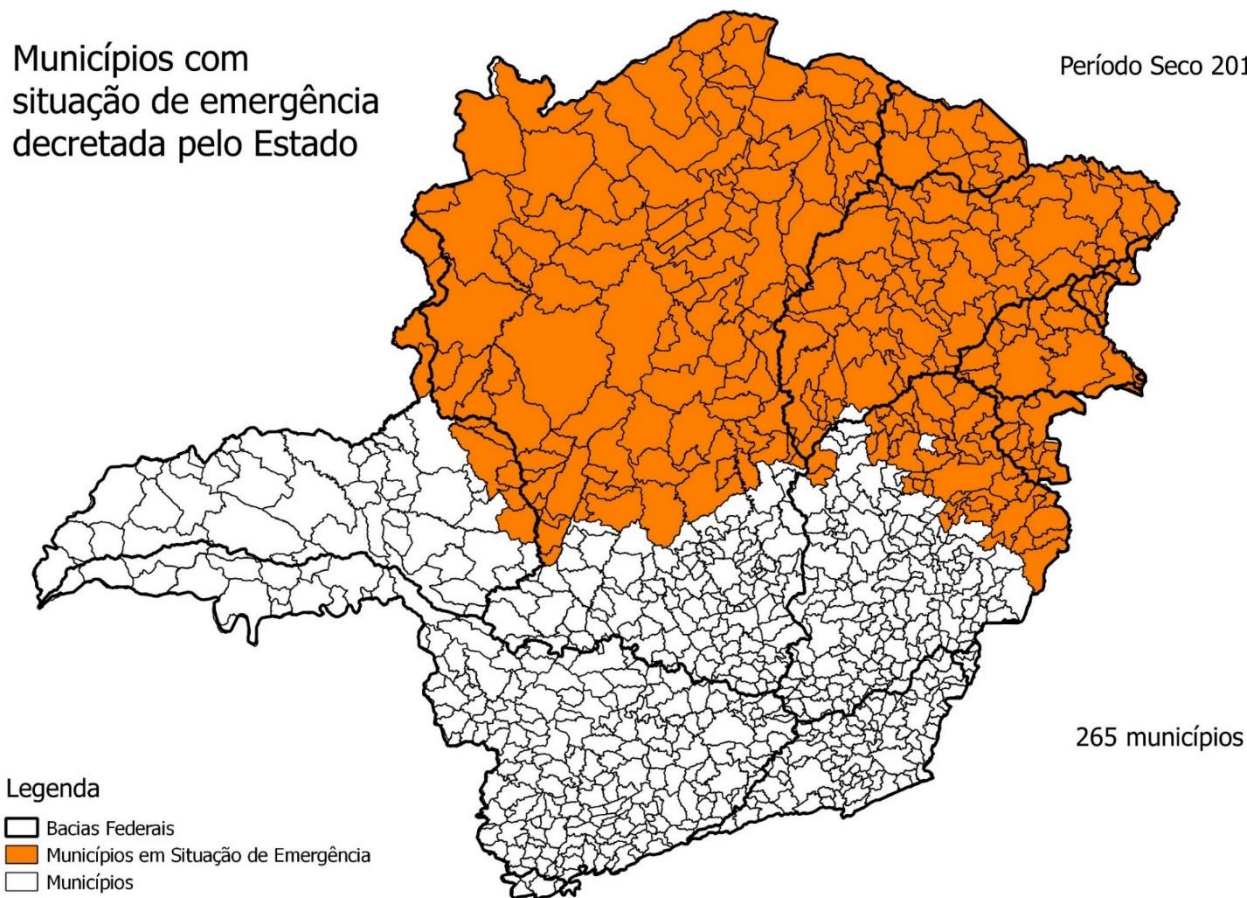 Municípios com
situação de emergência
decretada pelo Estado
Período Seco 201
265 municípios
Legenda
Bacias Federais
Municípios em Situação de Emergência
Municípios